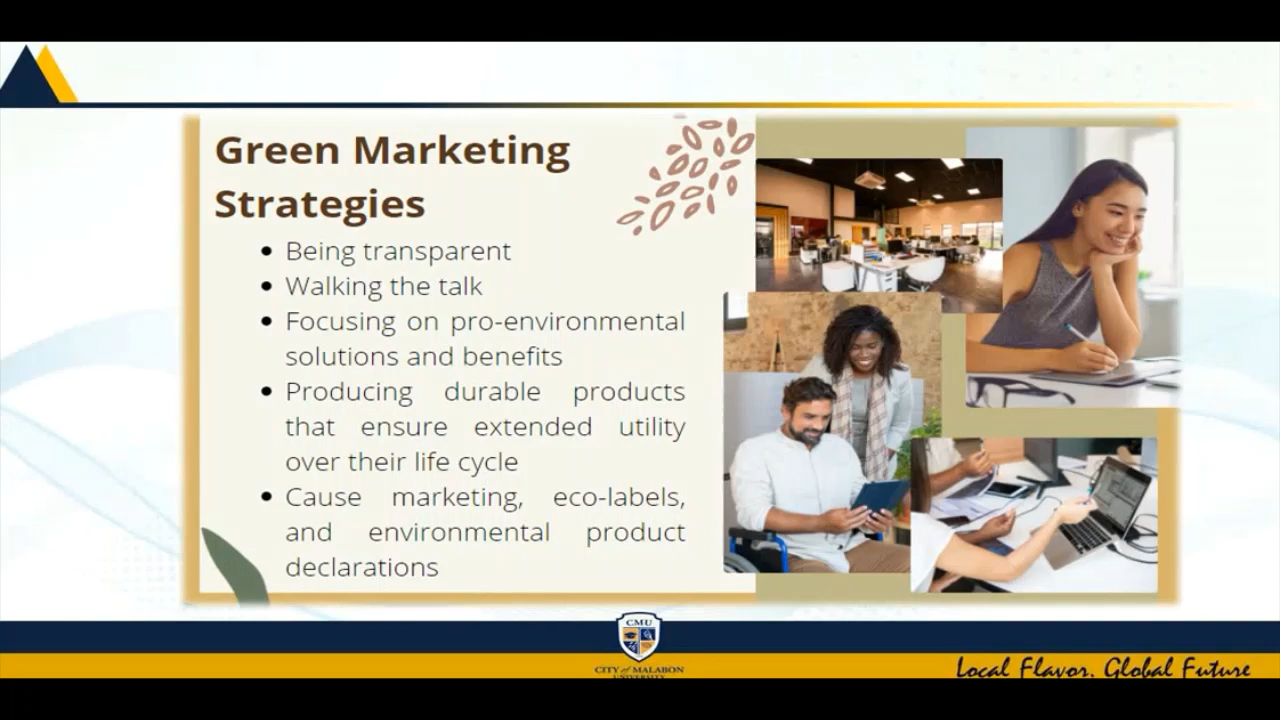 Green Marketing
Strategies
• Being transparent
• Walking the talk
• Focusing on pro-environmental
solutions and benefits
• Producing durable products
that ensure extended utility
over their life cycle
• Cause marketing, eco-labels,
and environmental product
declarations
CMU
CITY of MALABON
UNIVERSITY
Local Flavor. Global Future